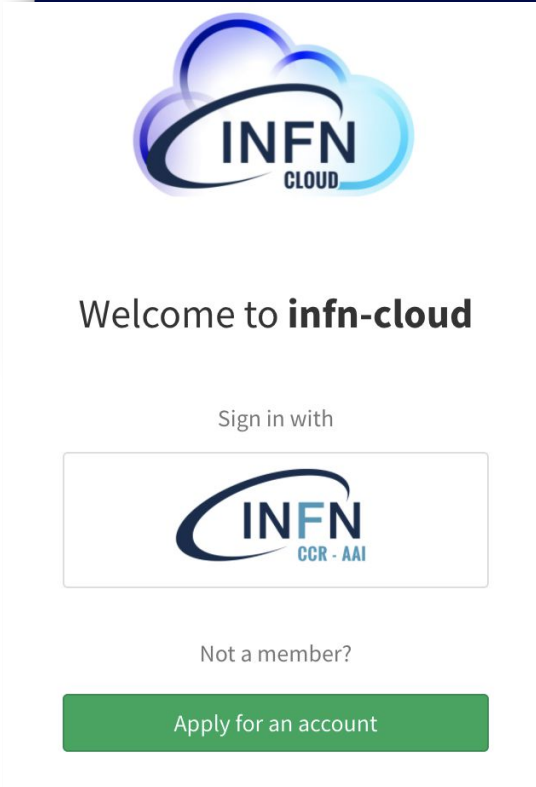 INFN
CLOUD
Welcome to infn-cloud
Sign in with
INFN
CCR - AAI
Not a member?
Apply for an account